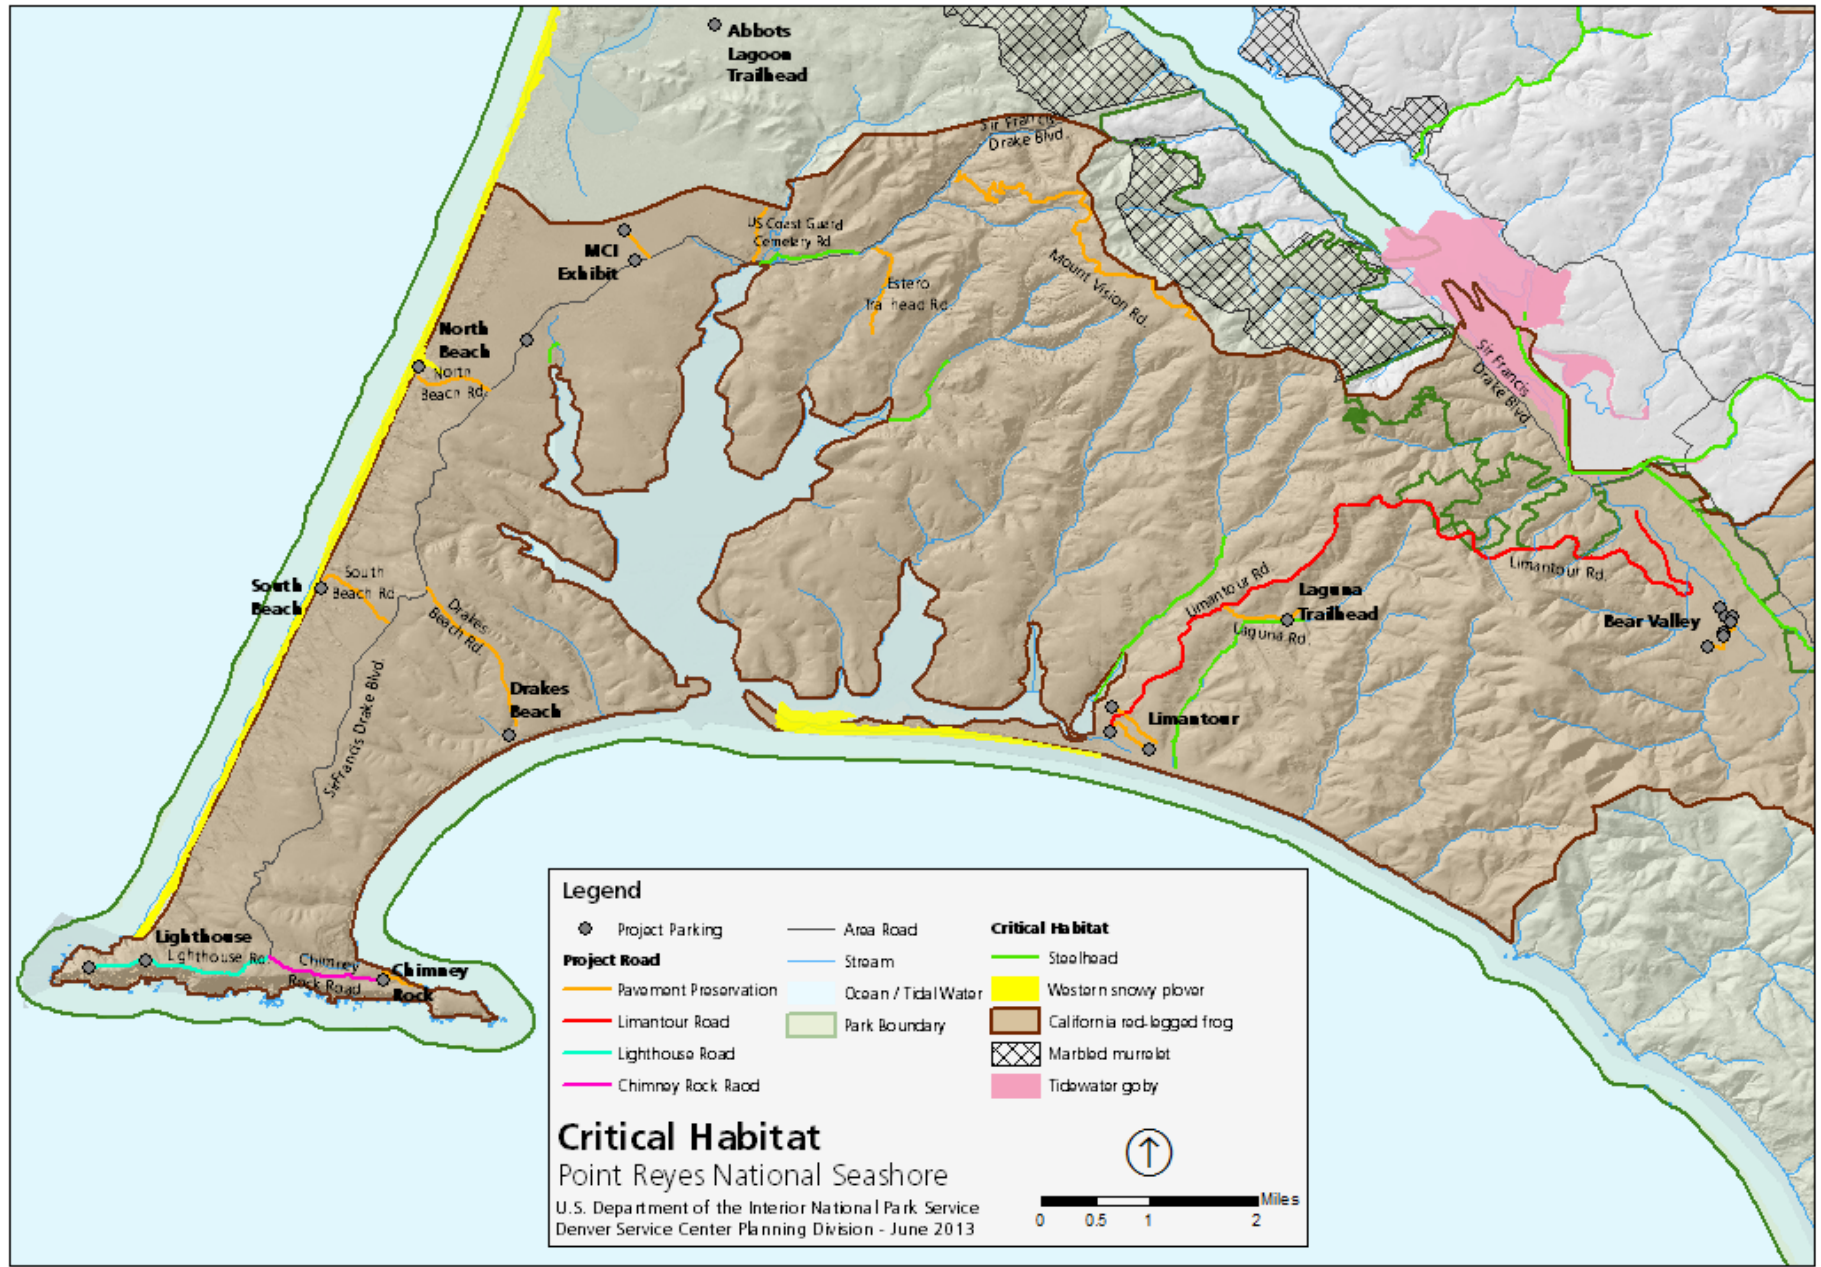 Abbots
Lagoon
Trailhead
Sir Francis
Drake Blvd.
US Coast Guard
Cemetery Rd
MCI
Exhibit
Estero
Trailhead Rd.
Mount Vision Rd.
North
Beach
North
Beach Rd.
Sir Francis
Drake Blvd
South
Beach
South
Beach Rd
Drakes
Beach Rd.
Limantour Rd.
Limantour Rd.
Laguna
Trailhead
Laguna Rd.
Bear Valley
Drakes
Beach
Limantour
Sir Francis Drake Blvd.
Lighthouse
Lighthouse Rd.
Chimney
Rock Road
Chimney
Rock
Legend
Project Parking
Project Road
Pavement Preservation
Limantour Road
Lighthouse Road
Chimney Rock Raod
Area Road
Stream
Ocean / Tidal Water
Park Boundary
Critical Habitat
Steelhead
Western snowy plover
California red-legged frog
Marbled murrelet
Tidewater goby
Critical Habitat
Point Reyes National Seashore
U.S. Department of the Interior National Park Service
Denver Service Center Planning Division - June 2013
Miles
0 0.5 1 2